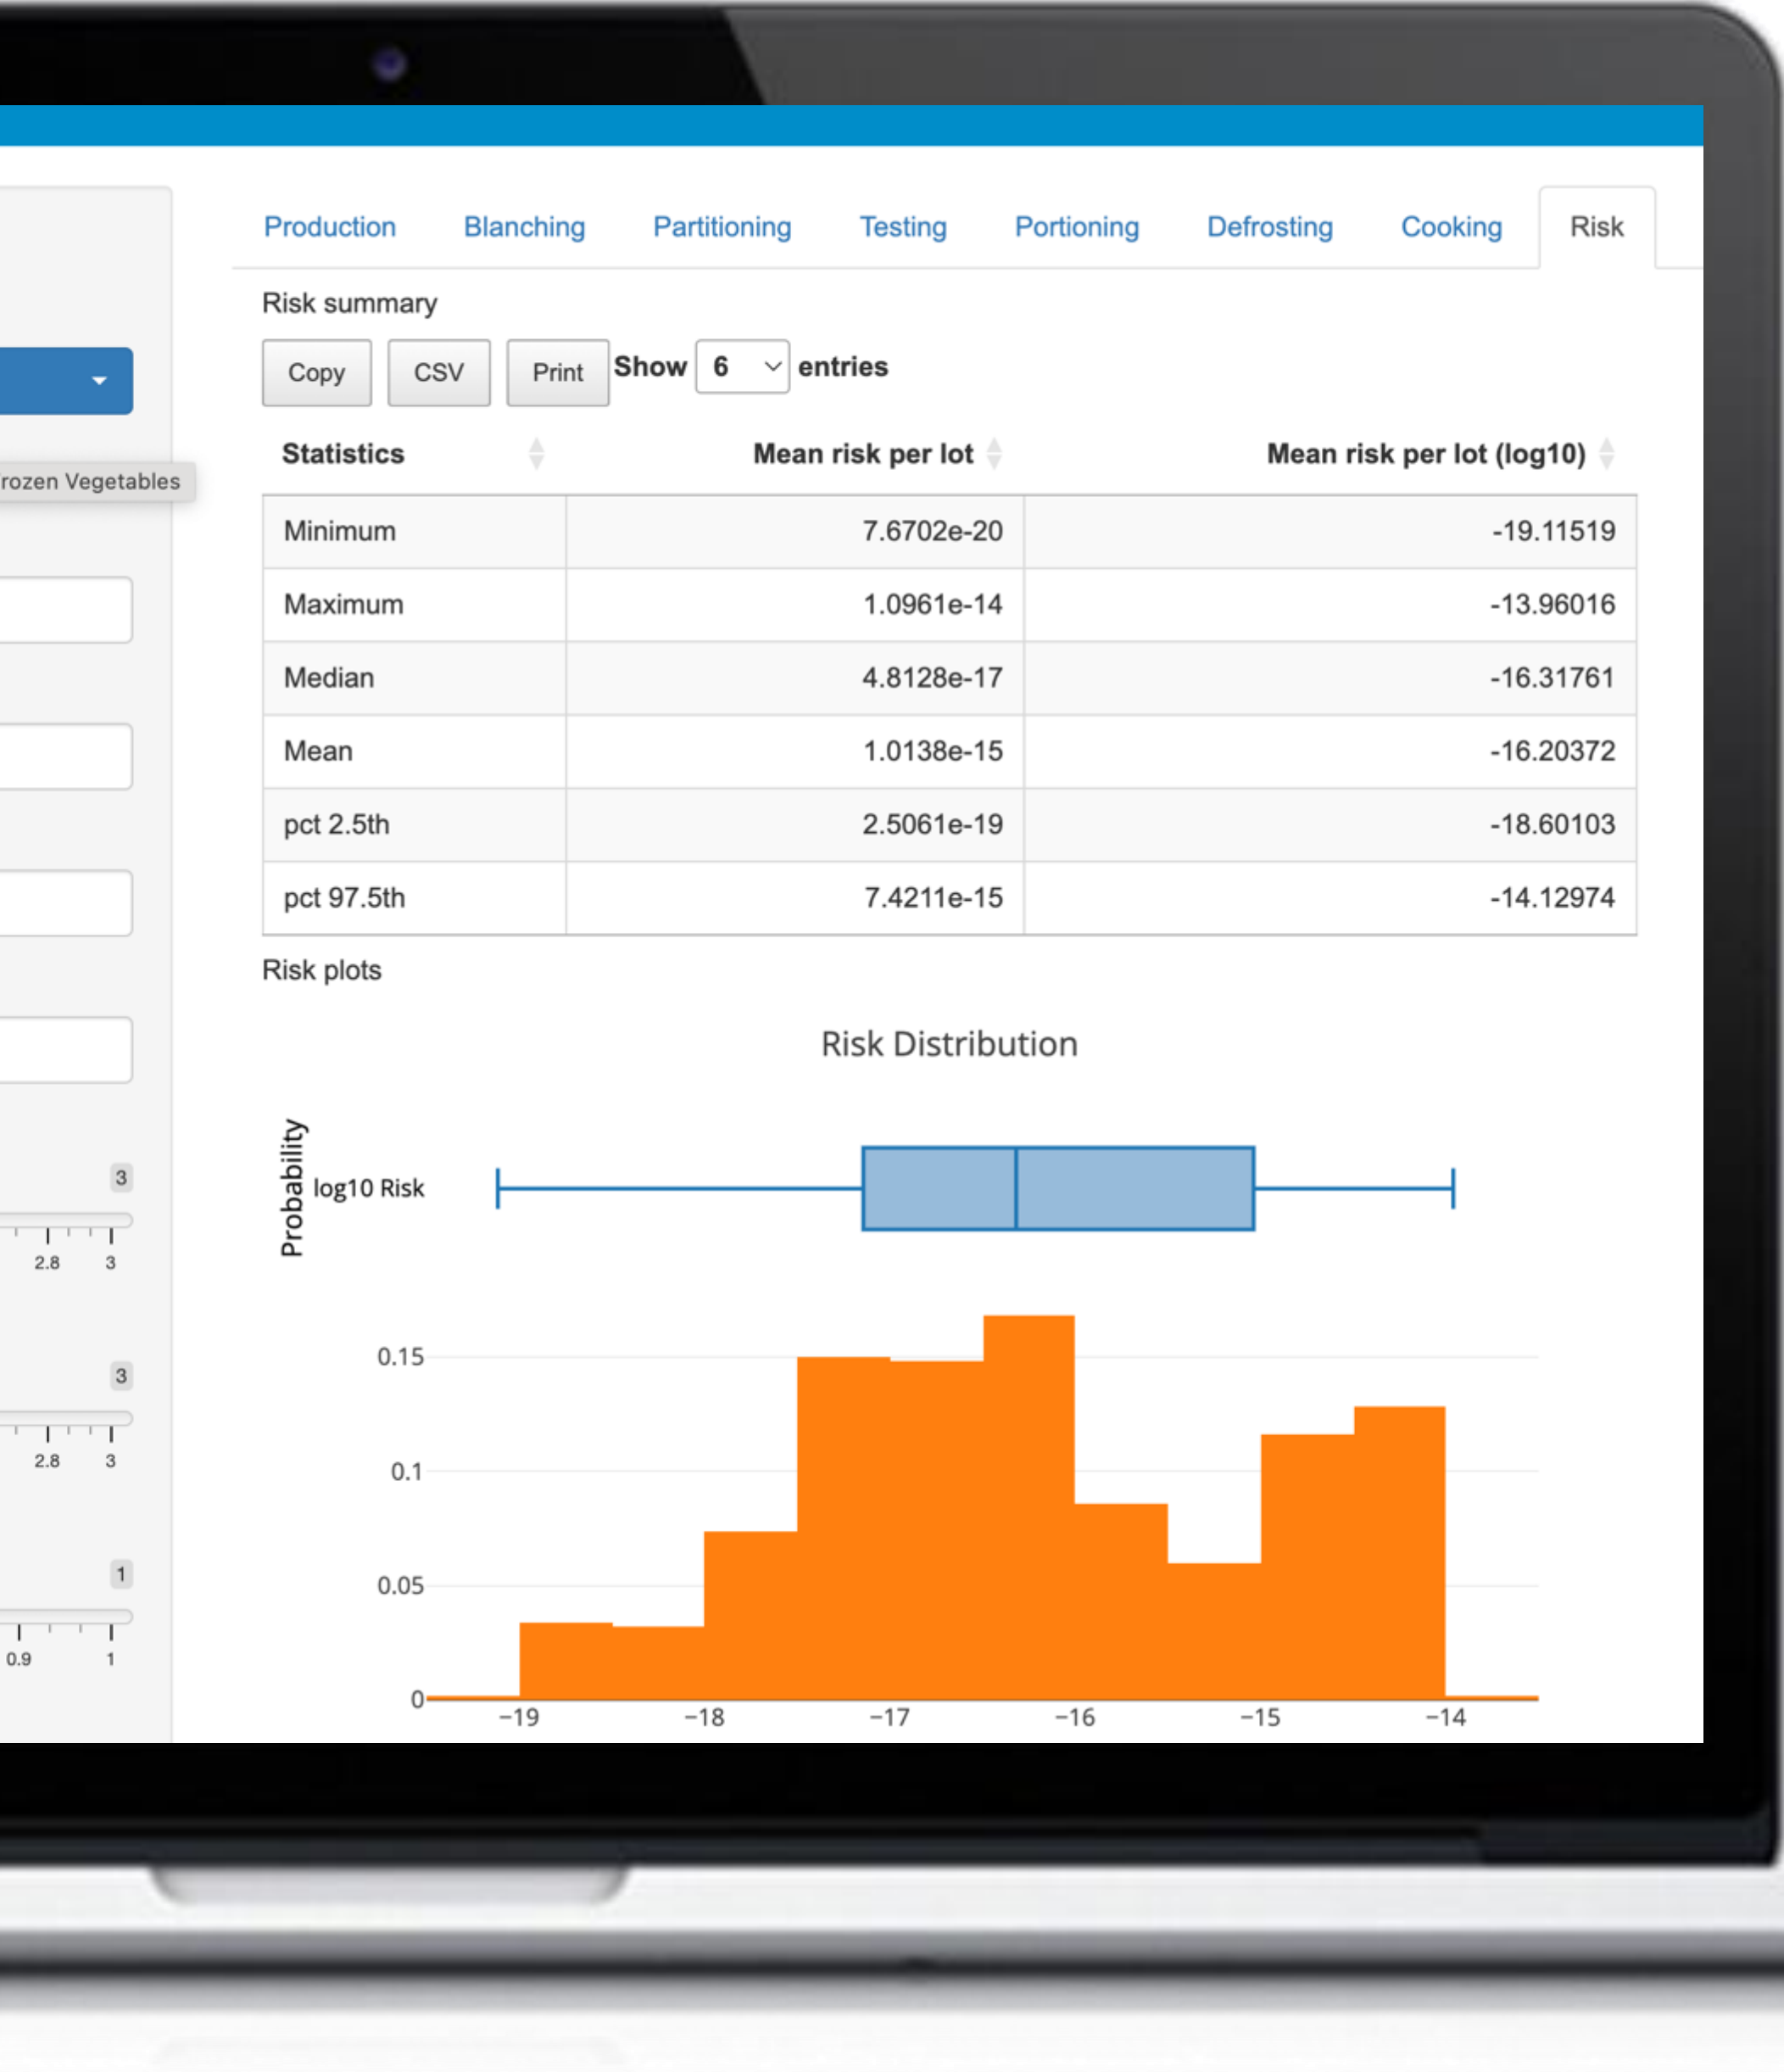 Production Blanching Partitioning Testing Portioning Defrosting Cooking Risk
Risk summary
Copy CSV Print Show 6 entries
Statistics Mean risk per lot Mean risk per lot (log10)
rozen Vegetables
Minimum 7.6702e-20 -19.11519
Maximum 1.0961e-14 -13.96016
Median 4.8128e-17 -16.31761
Mean 1.0138e-15 -16.20372
pct 2.5th 2.5061e-19 -18.60103
pct 97.5th 7.4211e-15 -14.12974
Risk plots
Risk Distribution
Probability
log10 Risk
0.15
0.1
0.05
0
−19 −18 −17 −16 −15 −14
3
2.8 3
3
2.8 3
1
0.9 1